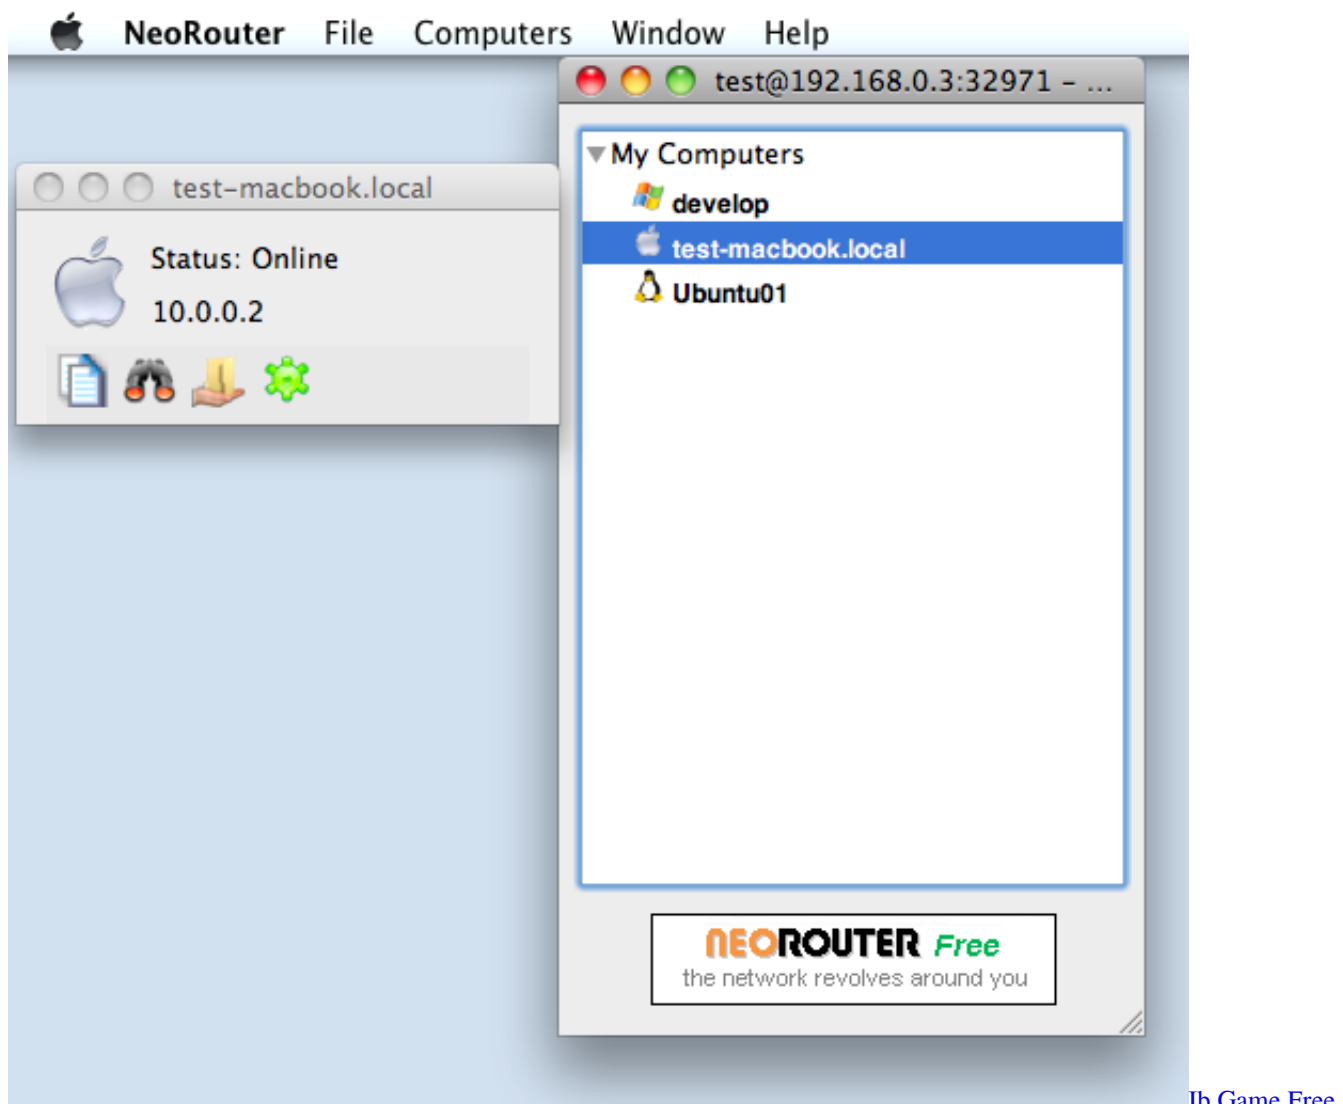 NeoRouter File Computers Window Help
test@192.168.0.3:32971 – ...
My Computers
develop
test-macbook.local
Ubuntu01
test-macbook.local
Status: Online
10.0.0.2
NEOROUTER Free
the network revolves around you
Ib Game Free